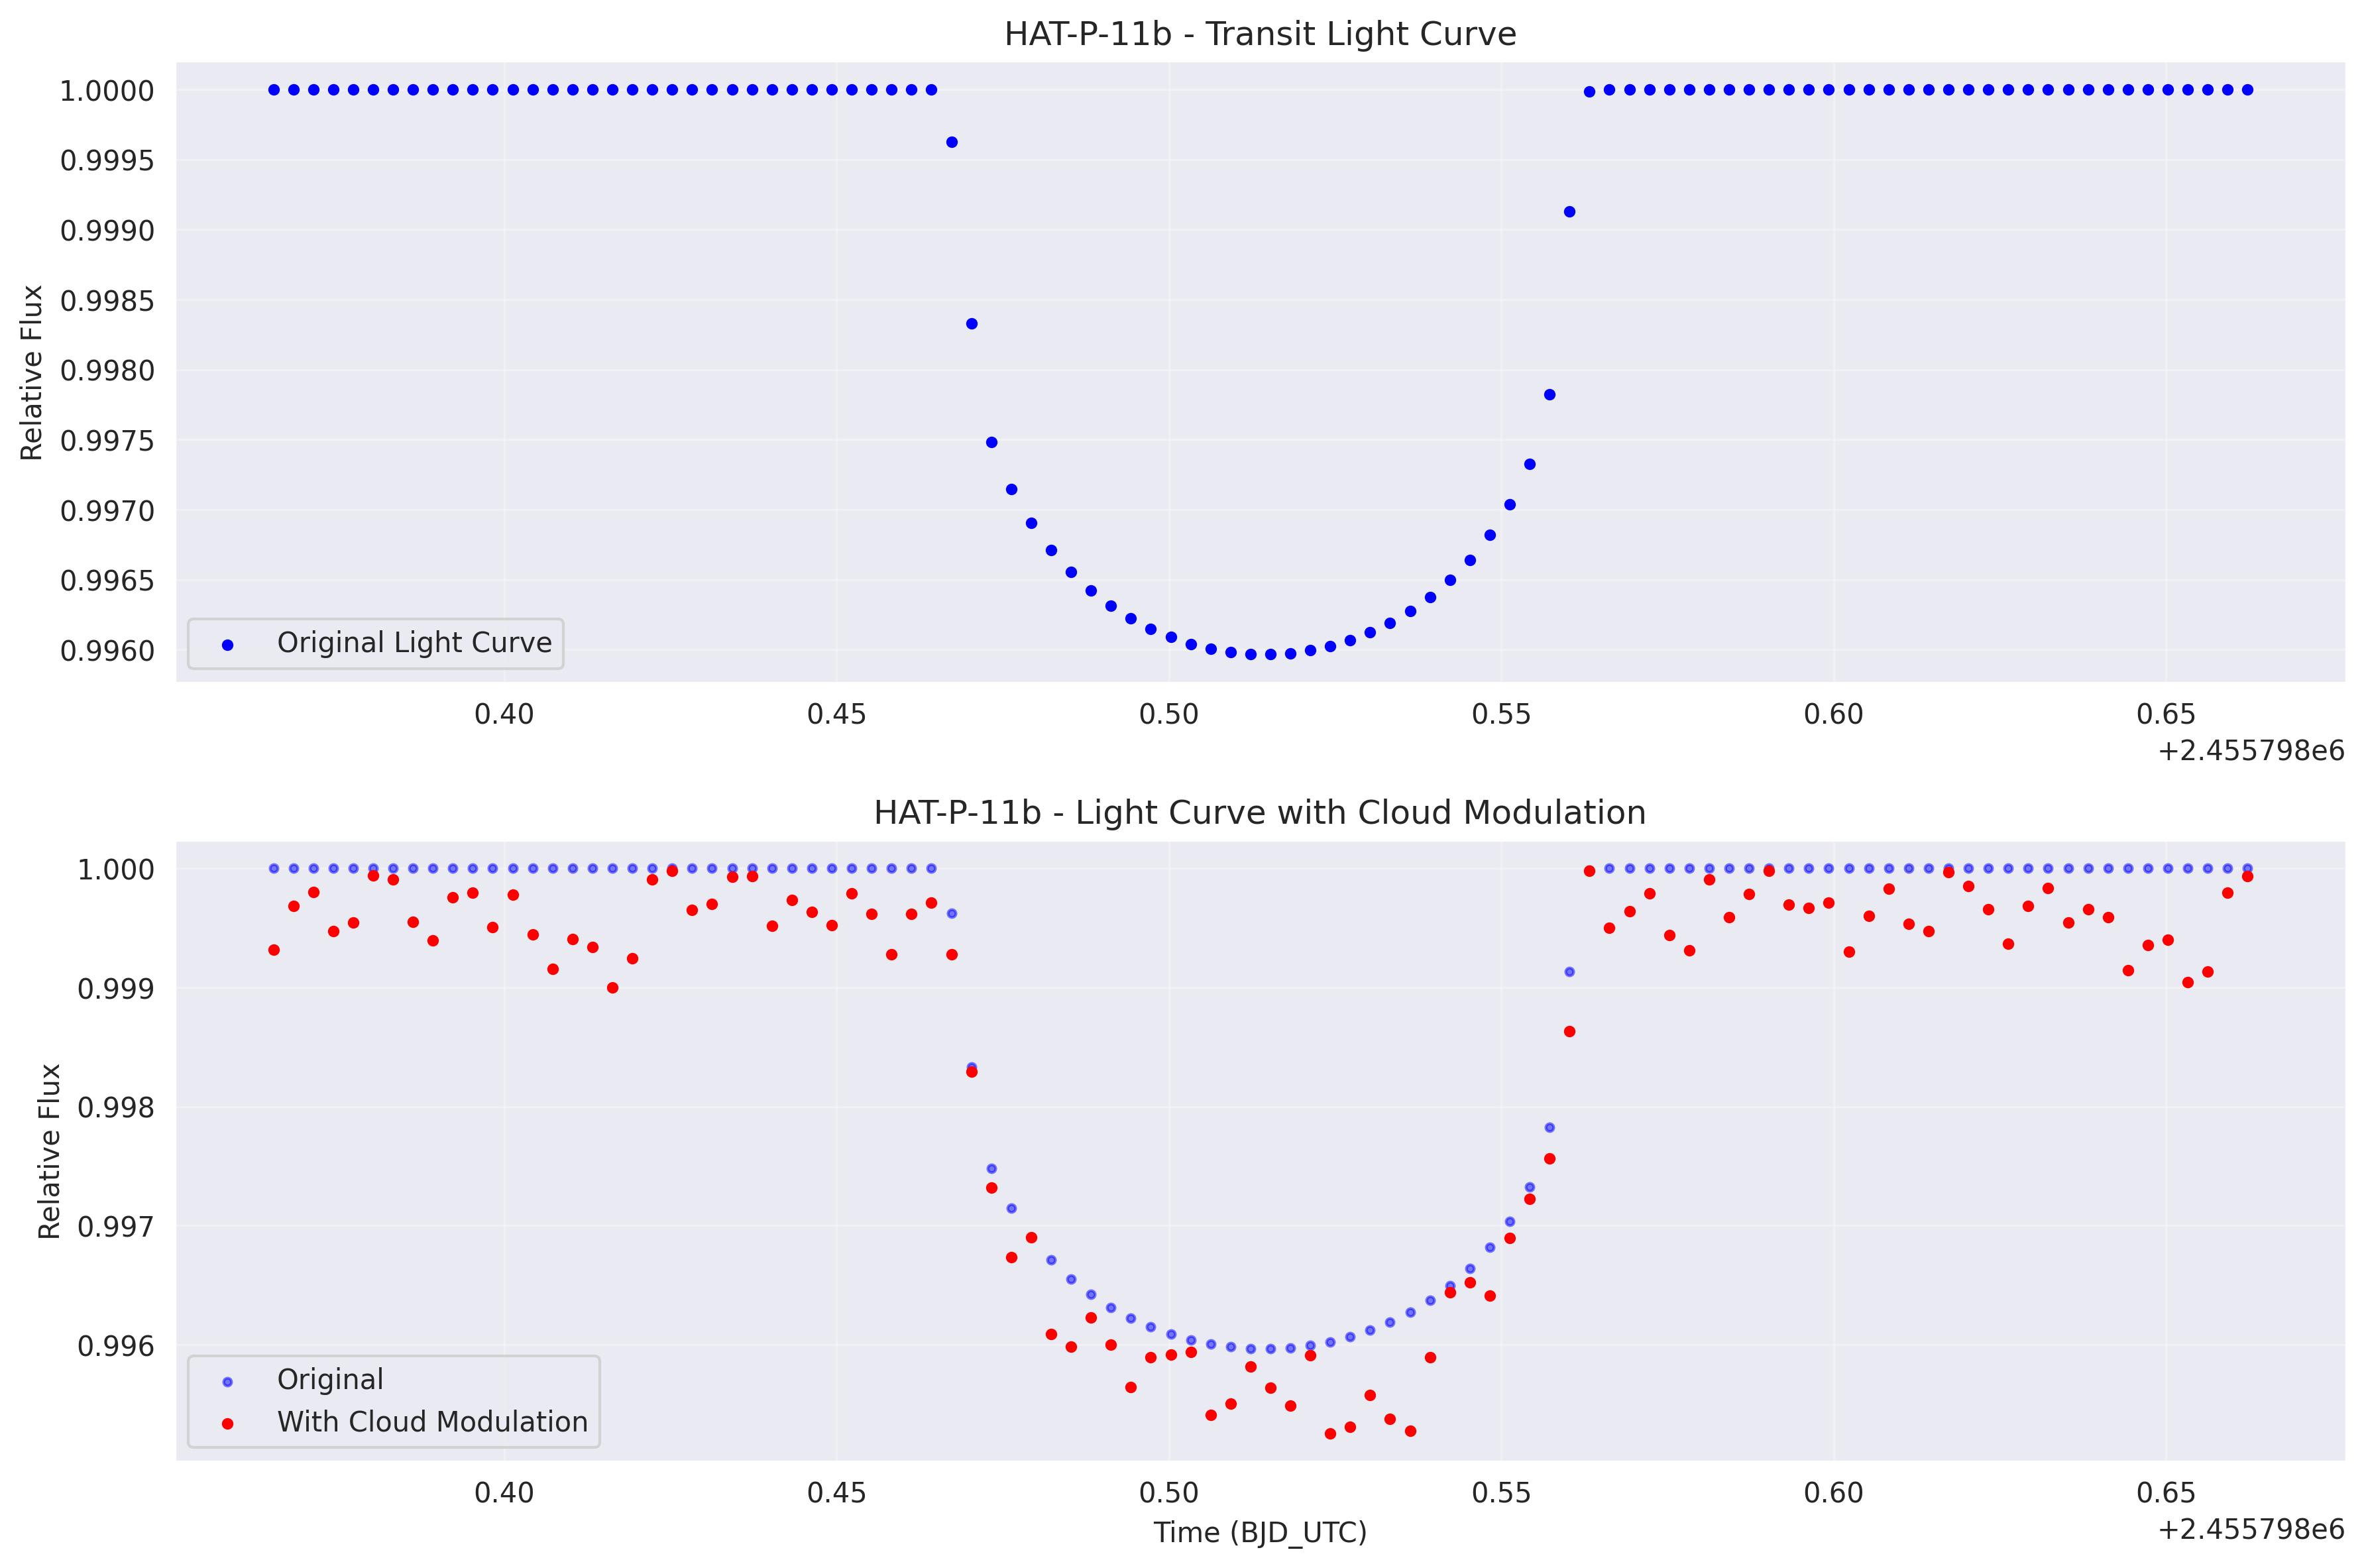 HAT-P-11b - Transit Light Curve
Relative Flux
1.0000
0.9995
0.9990
0.9985
0.9980
0.9975
0.9970
0.9965
0.9960
Original Light Curve
0.40 0.45 0.50 0.55 0.60 0.65
+2.455798e6
HAT-P-11b - Light Curve with Cloud Modulation
Relative Flux
1.000
0.999
0.998
0.997
0.996
Original
With Cloud Modulation
0.40 0.45 0.50 0.55 0.60 0.65
Time (BJD_UTC)
+2.455798e6